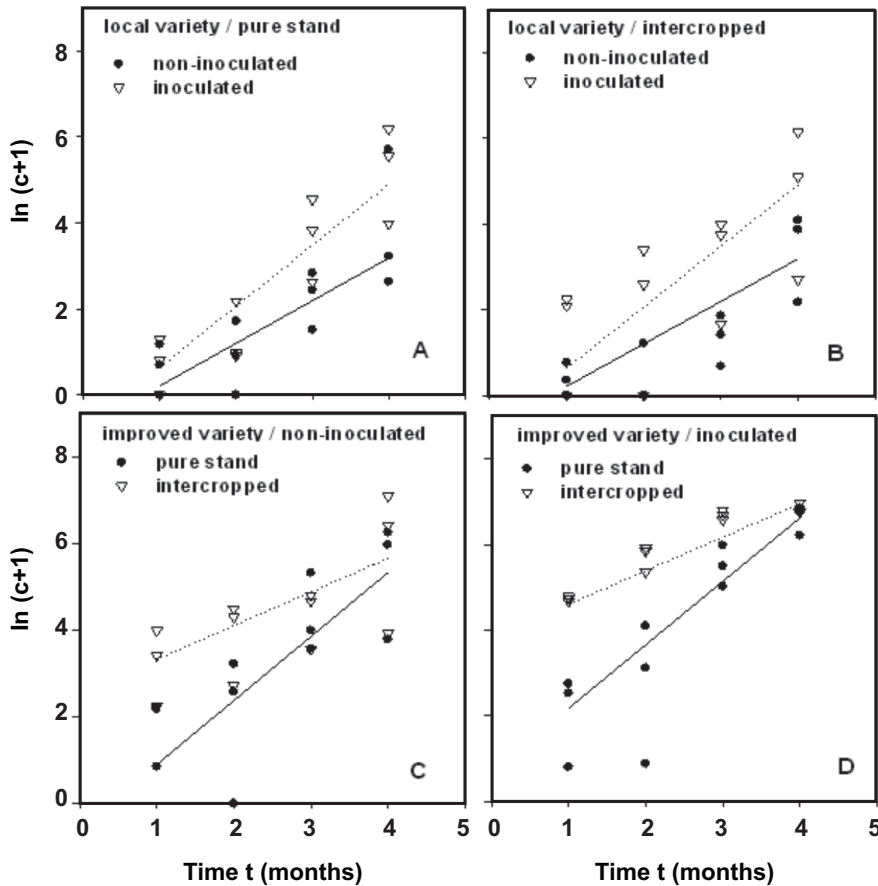 local variety / pure stand
non-inoculated
inoculated
8
6
4
2
0
ln (c+1)
A
local variety / intercropped
non-inoculated
inoculated
B
improved variety / non-inoculated
pure stand
intercropped
8
6
4
2
0
ln (c+1)
C
0 1 2 3 4 5
Time t (months)
improved variety / inoculated
pure stand
intercropped
D
0 1 2 3 4 5
Time t (months)